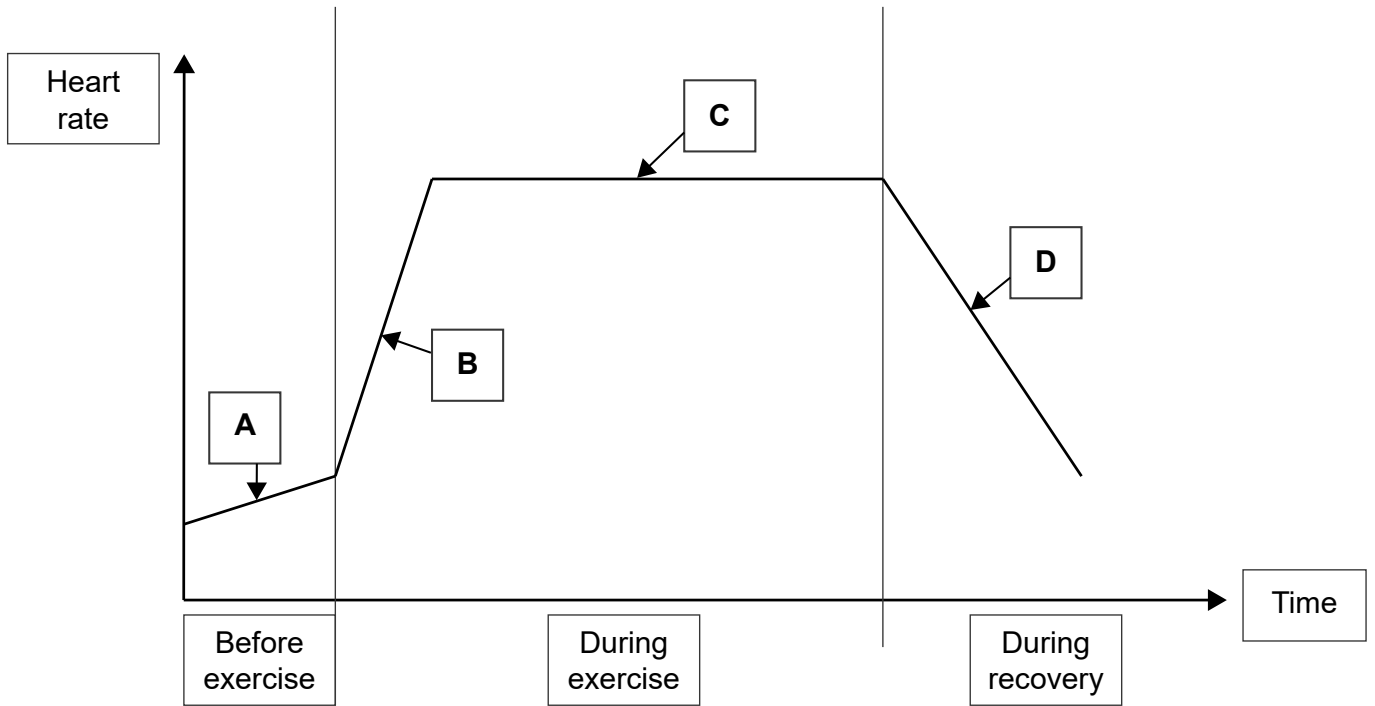 Heart
rate
C
D
B
A
Time
Before
exercise
During
exercise
During
recovery